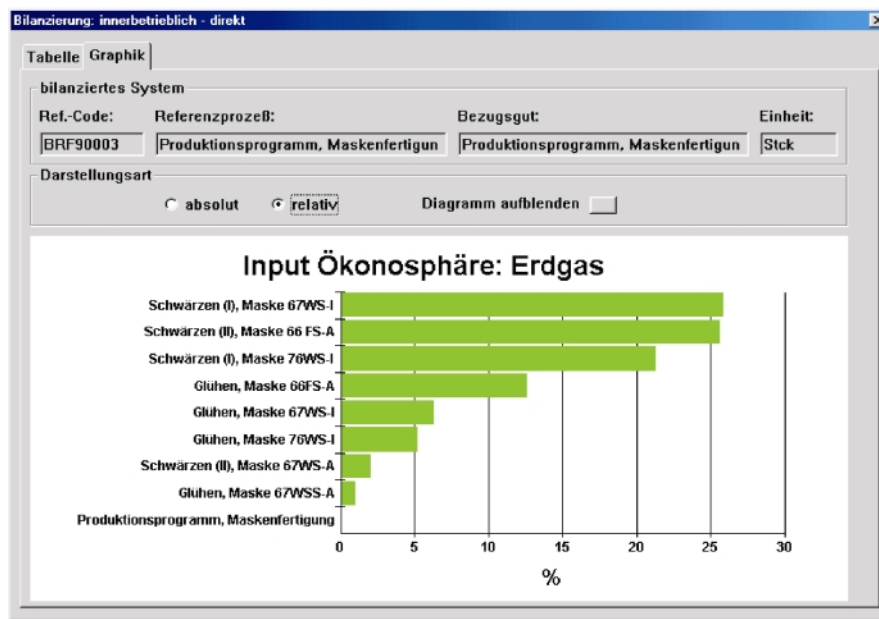 Bilanzierung: innerbetrieblich - direkt
Tabelle Graphik
bilanziertes System
Ref.-Code: Referenzprozeß: Bezugsgut: Einheit:
BRF90003 Produktionsprogramm, Maskenfertigun Produktionsprogramm, Maskenfertigun Stck
Darstellungsart
absolut relativ Diagramm aufblenden
Input Ökonosphäre: Erdgas
Schwärzen (I), Maske 67WS-I
Schwärzen (II), Maske 66 FS-A
Schwärzen (I), Maske 76WS-I
Glühen, Maske 66FS-A
Glühen, Maske 67WS-I
Glühen, Maske 76WS-I
Schwärzen (II), Maske 67WS-A
Glühen, Maske 67WSS-A
Produktionsprogramm, Maskenfertigung
0 5 10 15 20 25 30
%